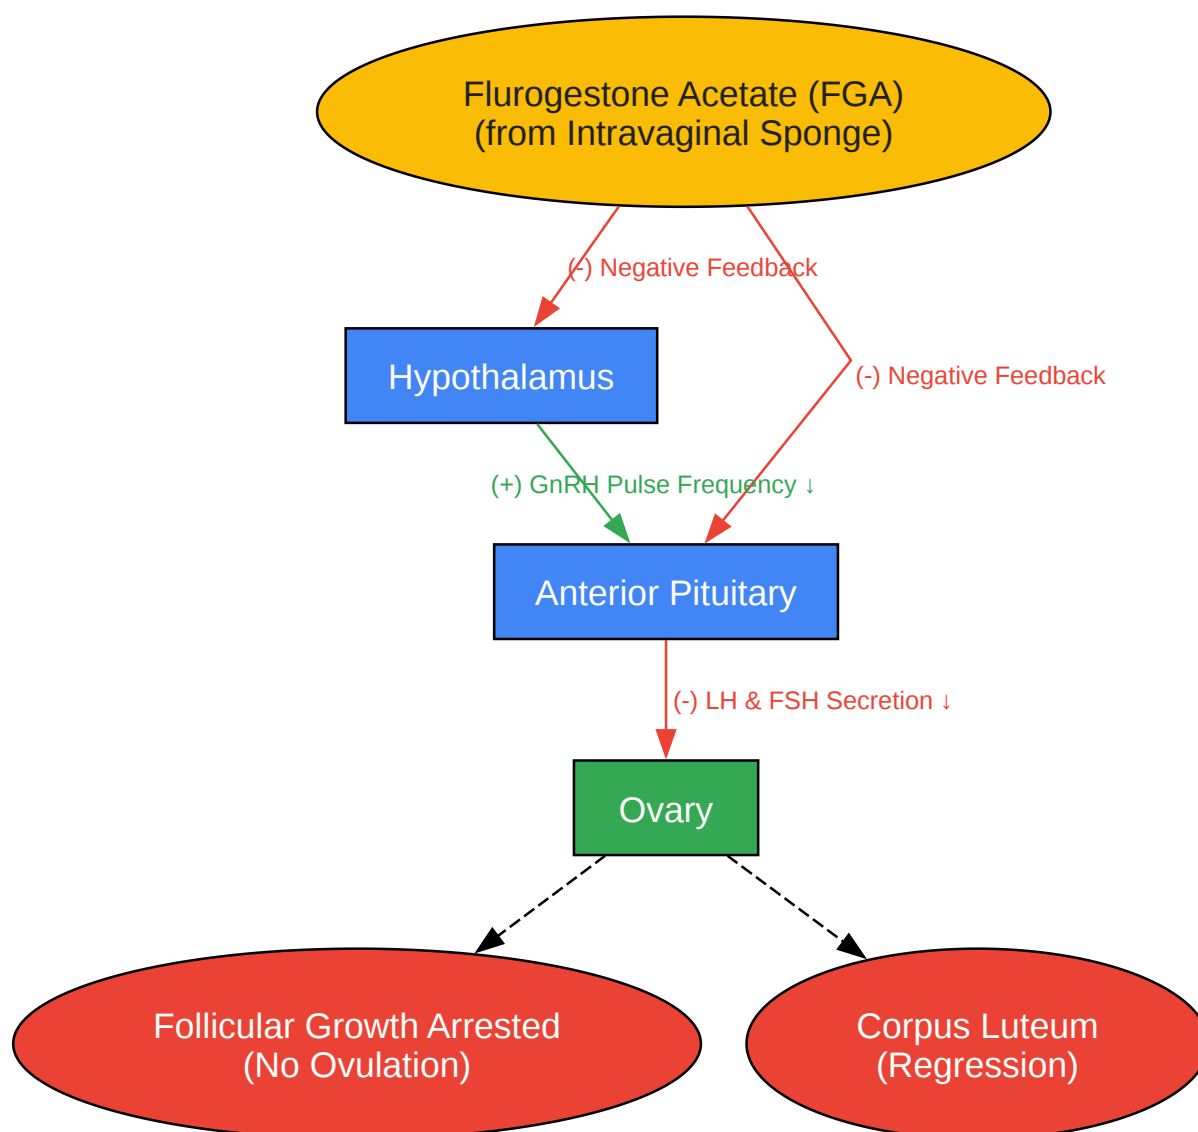 Flurogestone Acetate (FGA)
(from Intravaginal Sponge)
(-) Negative Feedback
Hypothalamus
(-) Negative Feedback
(+) GnRH Pulse Frequency ↓
Anterior Pituitary
(-) LH & FSH Secretion ↓
Ovary
Follicular Growth Arrested
(No Ovulation)
Corpus Luteum
(Regression)